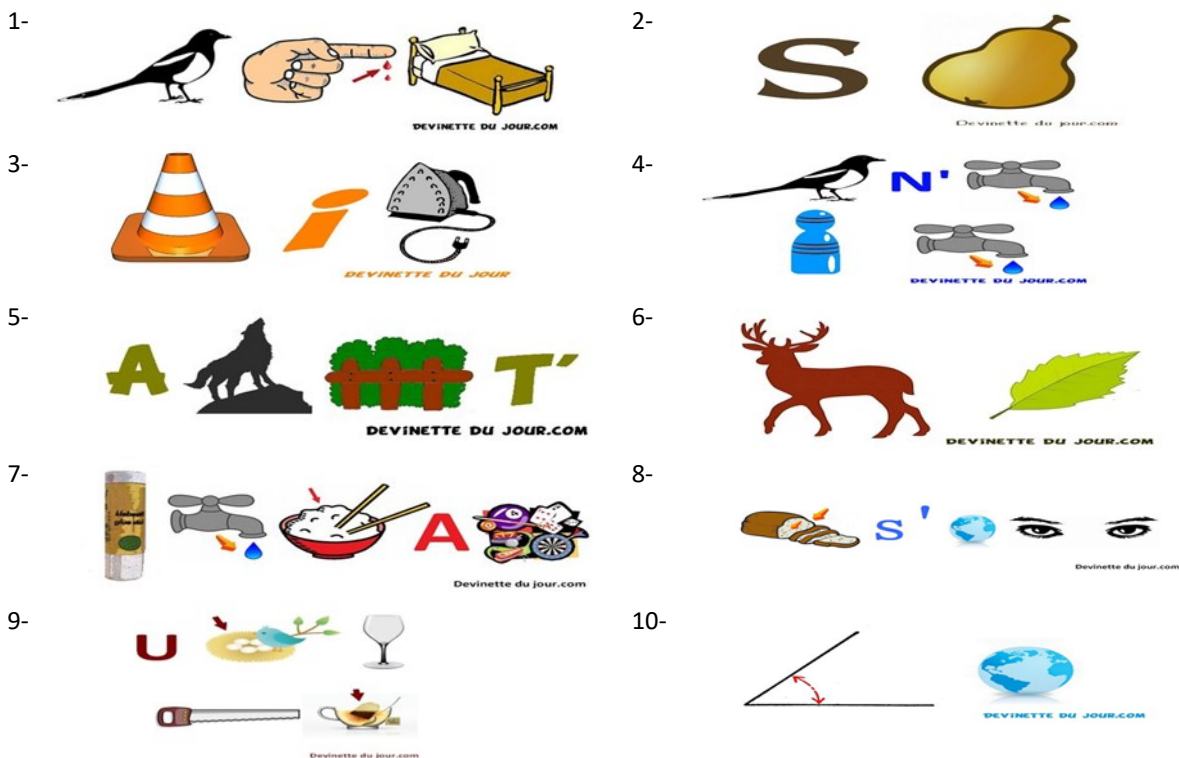 1-
DEVINETTE DU JOUR.COM
2-
S
Devinette du jour.com
3-
i
DEVINETTE DU JOUR
4-
N'
DEVINETTE DU JOUR.COM
5-
A T'
DEVINETTE DU JOUR.COM
6-
DEVINETTE DU JOUR.COM
7-
A
Devinette du jour.com
8-
S'
Devinette du jour.com
9-
U
Devinette du jour.com
10-
DEVINETTE DU JOUR.COM